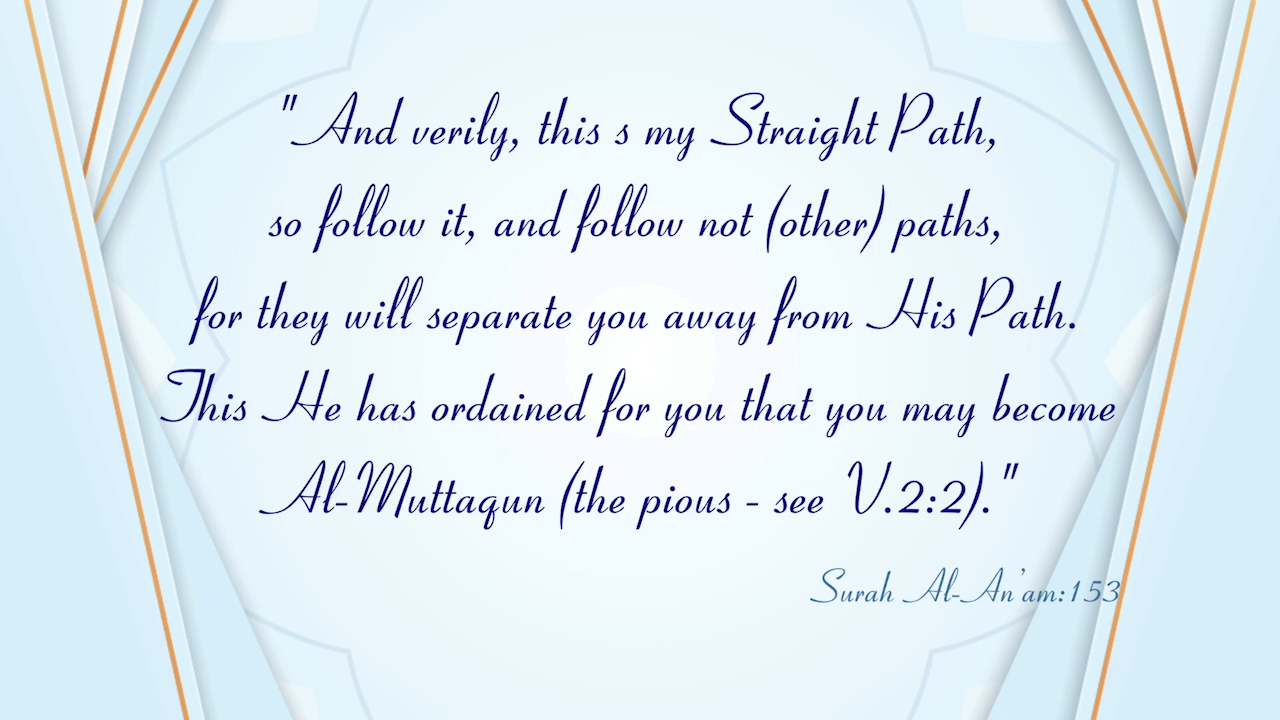 "And verily, this s my Straight Path,
so follow it, and follow not (other) paths,
for they will separate you away from His Path.
This He has ordained for you that you may become
Al-Muttaqun (the pious - see V.2:2)."
Surah Al-An'am:153